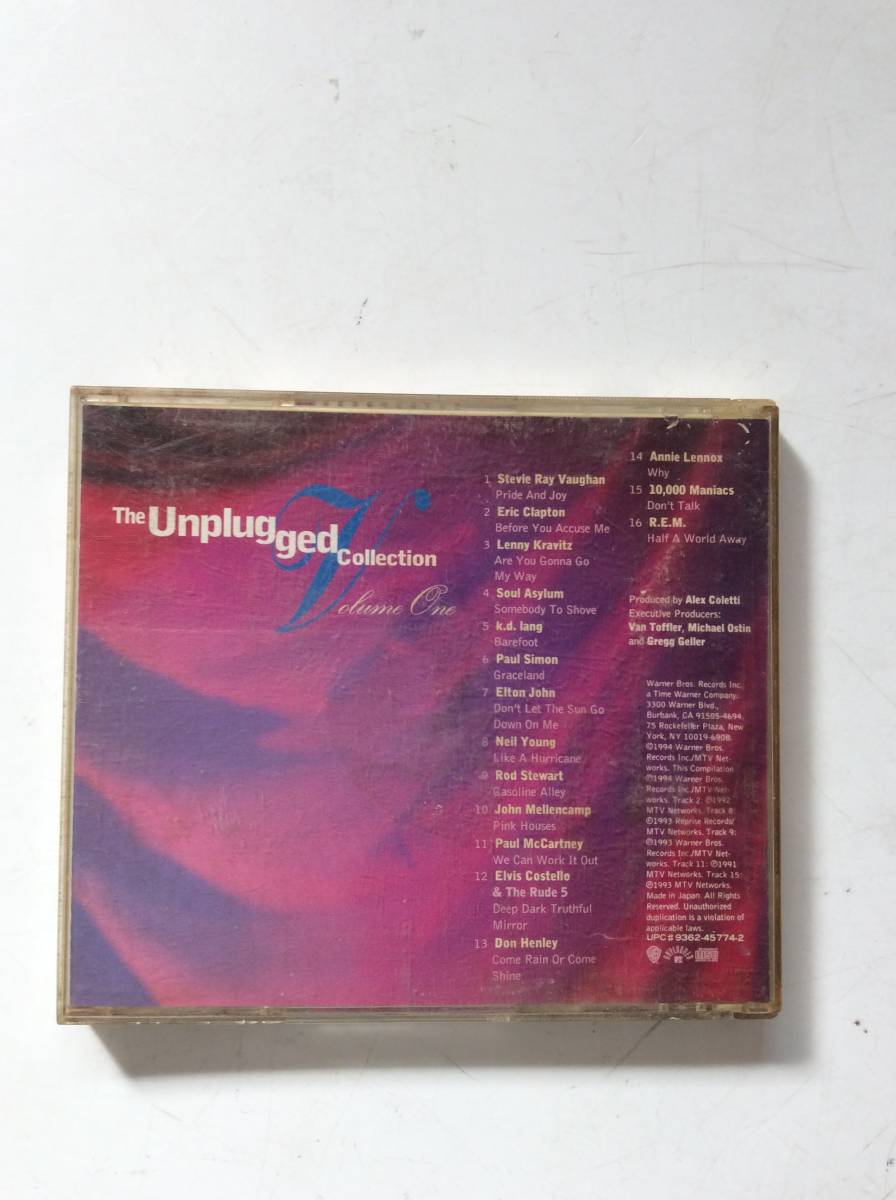 The Unplugged Collection
Volume One
1 Stevie Ray Vaughan
Pride And Joy
2 Eric Clapton
Before You Accuse Me
3 Lenny Kravitz
Are You Gonna Go
My Way
4 Soul Asylum
Somebody To Shove
5 k.d. lang
Barefoot
6 Paul Simon
Graceland
7 Elton John
Don't Let The Sun Go
Down On Me
8 Neil Young
Like A Hurricane
9 Rod Stewart
Gasoline Alley
10 John Mellencamp
Pink Houses
11 Paul McCartney
We Can Work It Out
12 Elvis Costello
& The Rude 5
Deep Dark Truthful
Mirror
13 Don Henley
Come Rain Or Come
Shine
14 Annie Lennox
Why
15 10,000 Maniacs
Don't Talk
16 R.E.M.
Half A World Away
Produced by Alex Coletti
Executive Producers:
Van Toffler, Michael Ostin
and Gregg Geller
Warner Bros. Records Inc.
a Time Warner Company.
3300 Warner Blvd.,
Burbank, CA 91505-4694.
75 Rockefeller Plaza, New
York, NY 10019-6908.
©1994 Warner Bros.
Records Inc./MTV Net-
works. This Compilation
℗1994 Warner Bros.
Records Inc./MTV Net-
works. Track 2: ℗1992
MTV Networks. Track 8:
℗1993 Reprise Records/
MTV Networks. Track 9:
℗1993 Warner Bros.
Records Inc./MTV Net-
works. Track 11: ℗1991
MTV Networks. Track 15:
℗1993 MTV Networks.
Made in Japan. All Rights
Reserved. Unauthorized
duplication is a violation of
applicable laws.
UPC# 9362-45774-2
UNPLUGGED